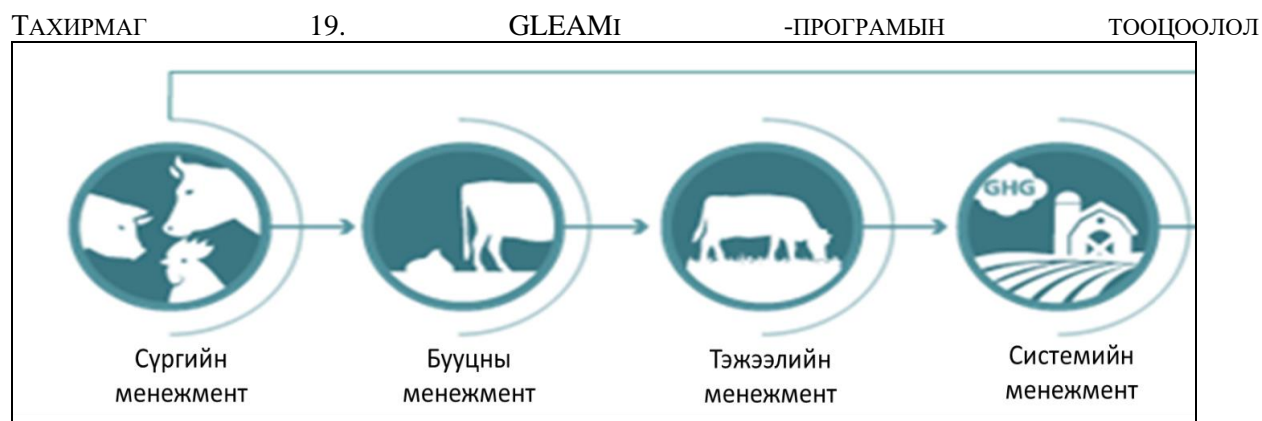 ТАХИРМАГ 19. GLEAMI -ПРОГРАМЫН ТООЦООЛОЛ
GHG
Сүргийн
менежмент
Бууцны
менежмент
Тэжээлийн
менежмент
Системийн
менежмент